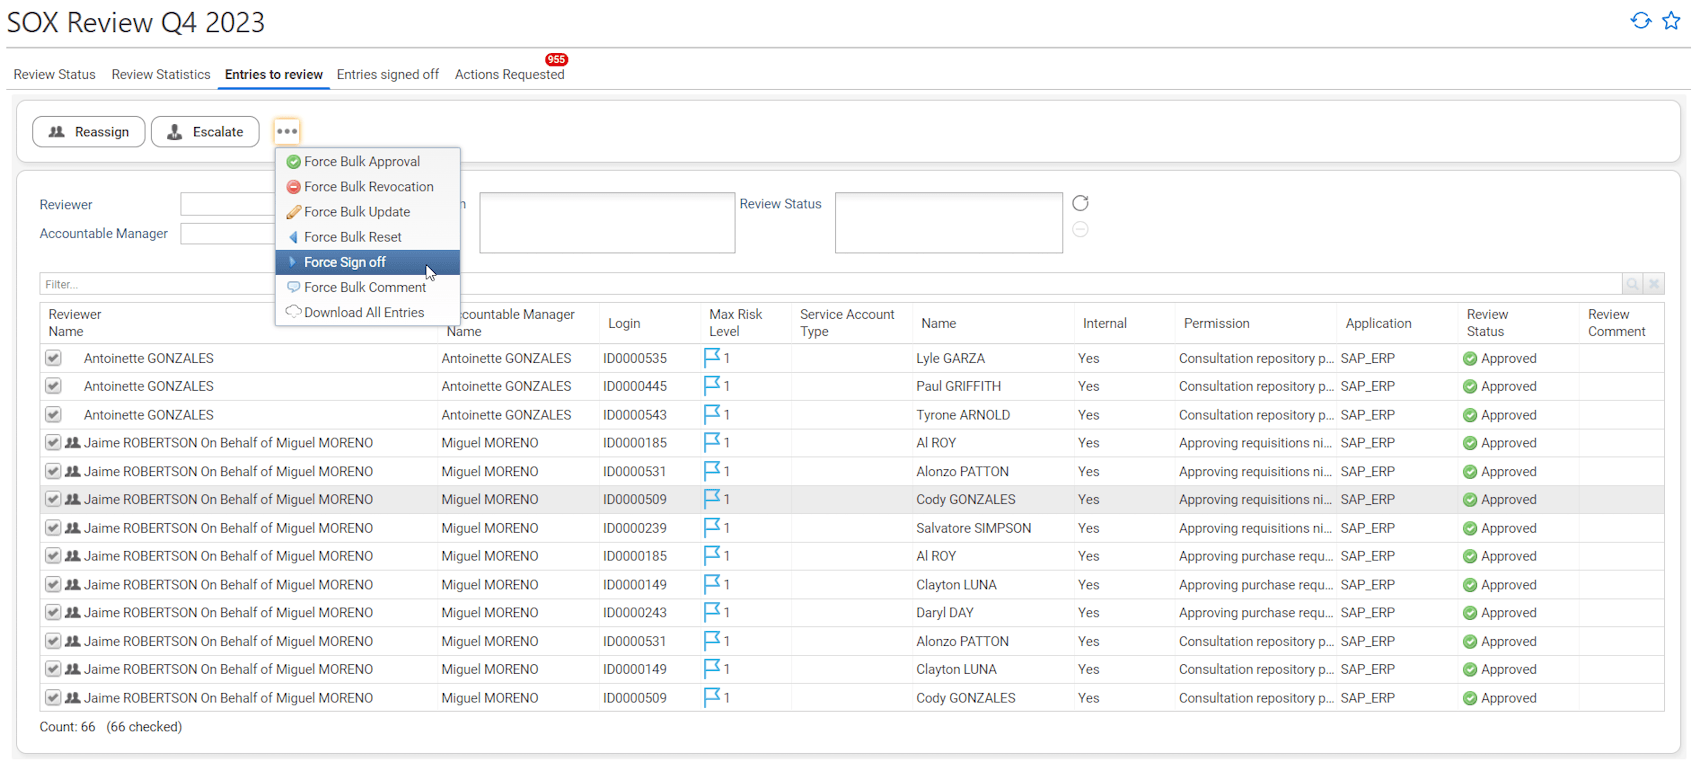 SOX Review Q4 2023
955
Review Status Review Statistics Entries to review Entries signed off Actions Requested
Reassign Escalate
Force Bulk Approval
Force Bulk Revocation
Force Bulk Update
Force Bulk Reset
Force Sign off
Force Bulk Comment
Download All Entries
Reviewer n Review Status
Accountable Manager
Filter...
Reviewer Name ccountable Manager Name Login Max Risk Level Service Account Type Name Internal Permission Application Review Status Review Comment
Antoinette GONZALES Antoinette GONZALES ID0000535 1 Lyle GARZA Yes Consultation repository p... SAP_ERP Approved
Antoinette GONZALES Antoinette GONZALES ID0000445 1 Paul GRIFFITH Yes Consultation repository p... SAP_ERP Approved
Antoinette GONZALES Antoinette GONZALES ID0000543 1 Tyrone ARNOLD Yes Consultation repository p... SAP_ERP Approved
Jaime ROBERTSON On Behalf of Miguel MORENO Miguel MORENO ID0000185 1 Al ROY Yes Approving requisitions ni... SAP_ERP Approved
Jaime ROBERTSON On Behalf of Miguel MORENO Miguel MORENO ID0000531 1 Alonzo PATTON Yes Approving requisitions ni... SAP_ERP Approved
Jaime ROBERTSON On Behalf of Miguel MORENO Miguel MORENO ID0000509 1 Cody GONZALES Yes Approving requisitions ni... SAP_ERP Approved
Jaime ROBERTSON On Behalf of Miguel MORENO Miguel MORENO ID0000239 1 Salvatore SIMPSON Yes Approving requisitions ni... SAP_ERP Approved
Jaime ROBERTSON On Behalf of Miguel MORENO Miguel MORENO ID0000185 1 Al ROY Yes Approving purchase requ... SAP_ERP Approved
Jaime ROBERTSON On Behalf of Miguel MORENO Miguel MORENO ID0000149 1 Clayton LUNA Yes Approving purchase requ... SAP_ERP Approved
Jaime ROBERTSON On Behalf of Miguel MORENO Miguel MORENO ID0000243 1 Daryl DAY Yes Approving purchase requ... SAP_ERP Approved
Jaime ROBERTSON On Behalf of Miguel MORENO Miguel MORENO ID0000531 1 Alonzo PATTON Yes Consultation repository p... SAP_ERP Approved
Jaime ROBERTSON On Behalf of Miguel MORENO Miguel MORENO ID0000149 1 Clayton LUNA Yes Consultation repository p... SAP_ERP Approved
Jaime ROBERTSON On Behalf of Miguel MORENO Miguel MORENO ID0000509 1 Cody GONZALES Yes Consultation repository p... SAP_ERP Approved
Count: 66 (66 checked)